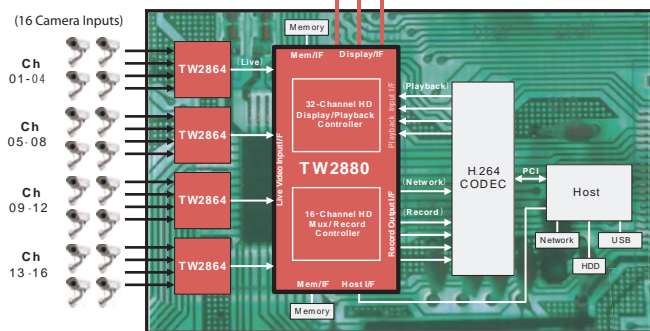 (16 Camera Inputs)
Ch
01-04
Ch
05-08
Ch
09-12
Ch
13-16
TW2864
TW2864
TW2864
TW2864
(Live)
Live Video Input I/F
Memory
Mem/IF
Display/IF
32-Channel HD
Display/Playback
Controller
TW2880
16-Channel HD
Mux/Record
Controller
Mem/IF
Host I/F
Memory
Playback Input I/F
Record Output I/F
(Playback)
(Network)
(Record)
H.264
CODEC
PCI
Host
Network
USB
HDD